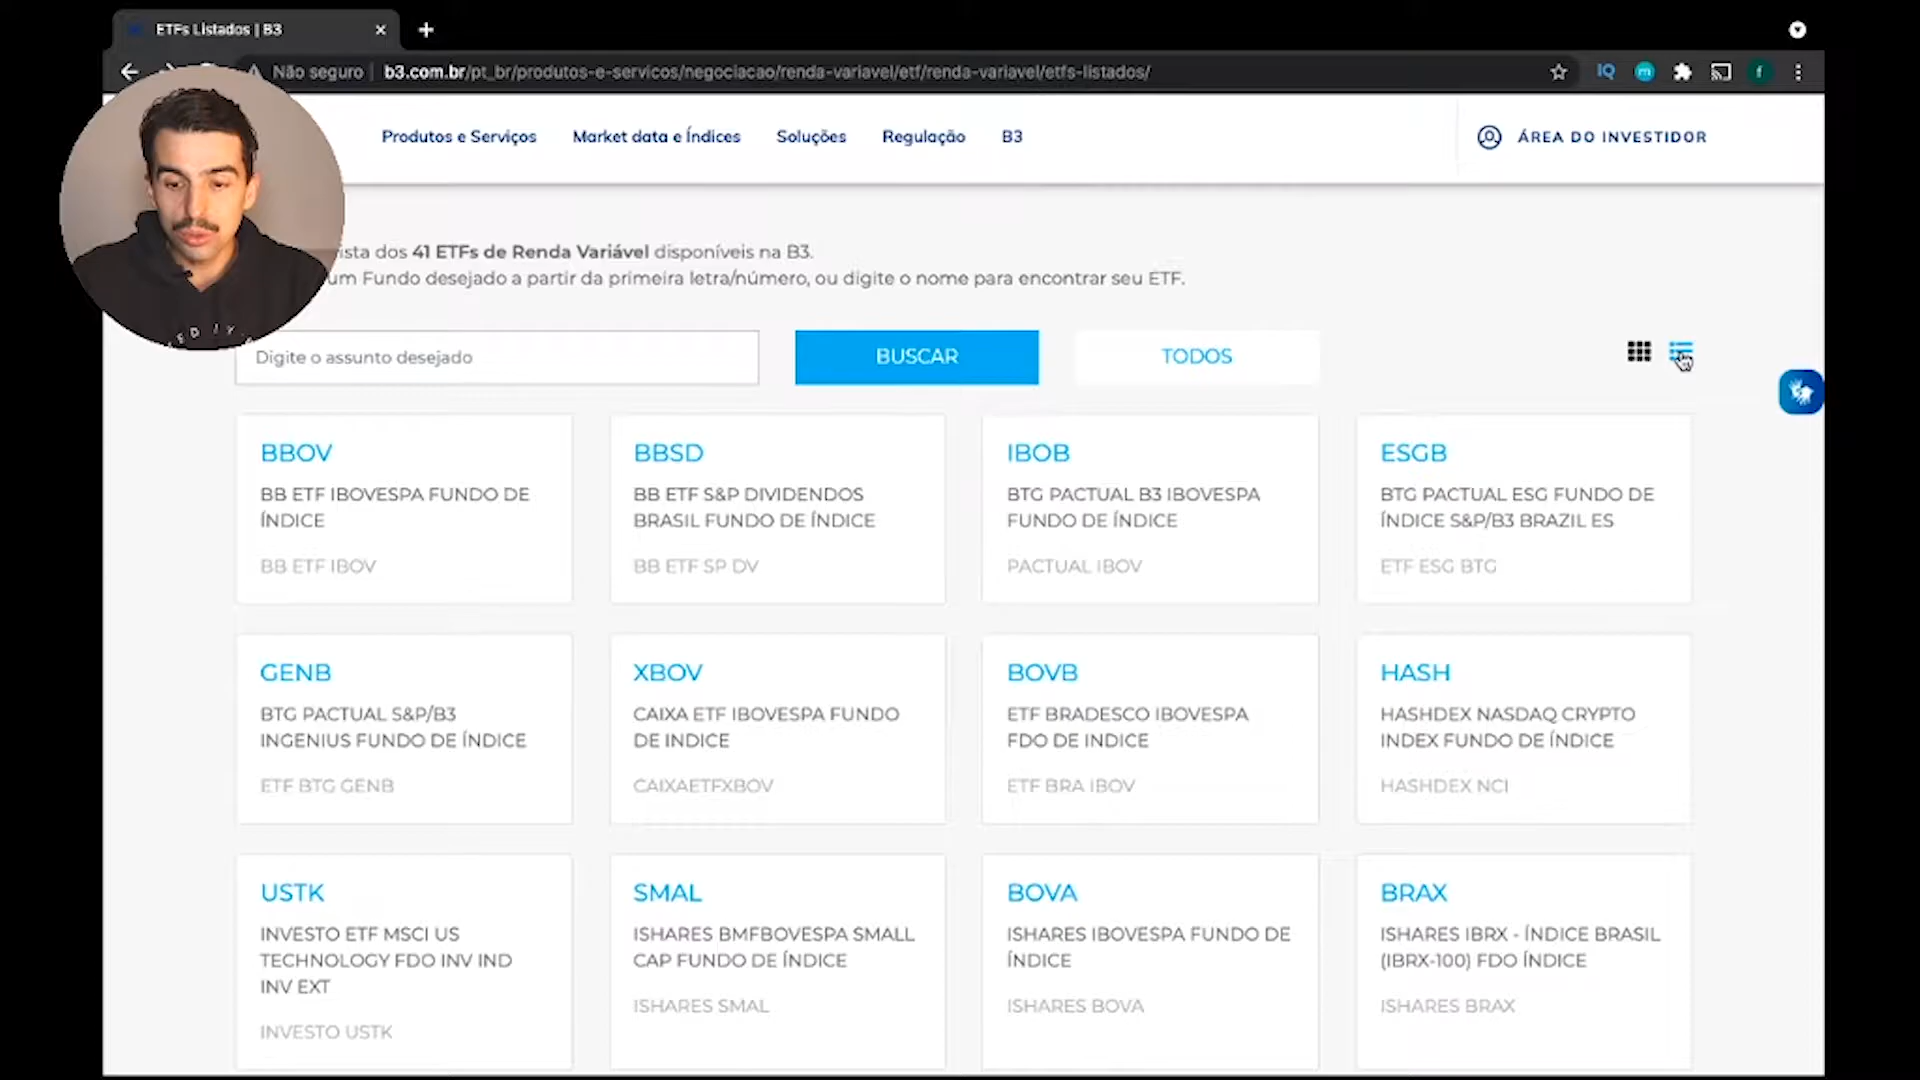 ETFs Listados | B3
Não seguro
b3.com.br/pt_br/produtos-e-servicos/negociacao/renda-variavel/etf/renda-variavel/etfs-listados/
IQ
m
f
Produtos e Serviços
Market data e Índices
Soluções
Regulação
B3
ÁREA DO INVESTIDOR
dos 41 ETFs de Renda Variável disponíveis na B3.
um Fundo desejado a partir da primeira letra/número, ou digite o nome para encontrar seu ETF.
Digite o assunto desejado
BUSCAR
TODOS
BBOV
BB ETF IBOVESPA FUNDO DE
ÍNDICE
BB ETF IBOV
BBSD
BB ETF S&P DIVIDENDOS
BRASIL FUNDO DE ÍNDICE
BB ETF SP DV
IBOB
BTG PACTUAL B3 IBOVESPA
FUNDO DE ÍNDICE
PACTUAL IBOV
ESGB
BTG PACTUAL ESG FUNDO DE
ÍNDICE S&P/B3 BRAZIL ES
ETF ESG BTG
GENB
BTG PACTUAL S&P/B3
INGENIUS FUNDO DE ÍNDICE
ETF BTG GENB
XBOV
CAIXA ETF IBOVESPA FUNDO
DE INDICE
CAIXAETFXBOV
BOVB
ETF BRADESCO IBOVESPA
FDO DE INDICE
ETF BRA IBOV
HASH
HASHDEX NASDAQ CRYPTO
INDEX FUNDO DE ÍNDICE
HASHDEX NCI
USTK
INVESTO ETF MSCI US
TECHNOLOGY FDO INV IND
INV EXT
INVESTO USTK
SMAL
ISHARES BMFBOVESPA SMALL
CAP FUNDO DE ÍNDICE
ISHARES SMAL
BOVA
ISHARES IBOVESPA FUNDO DE
ÍNDICE
ISHARES BOVA
BRAX
ISHARES IBRX - ÍNDICE BRASIL
(IBRX-100) FDO ÍNDICE
ISHARES BRAX